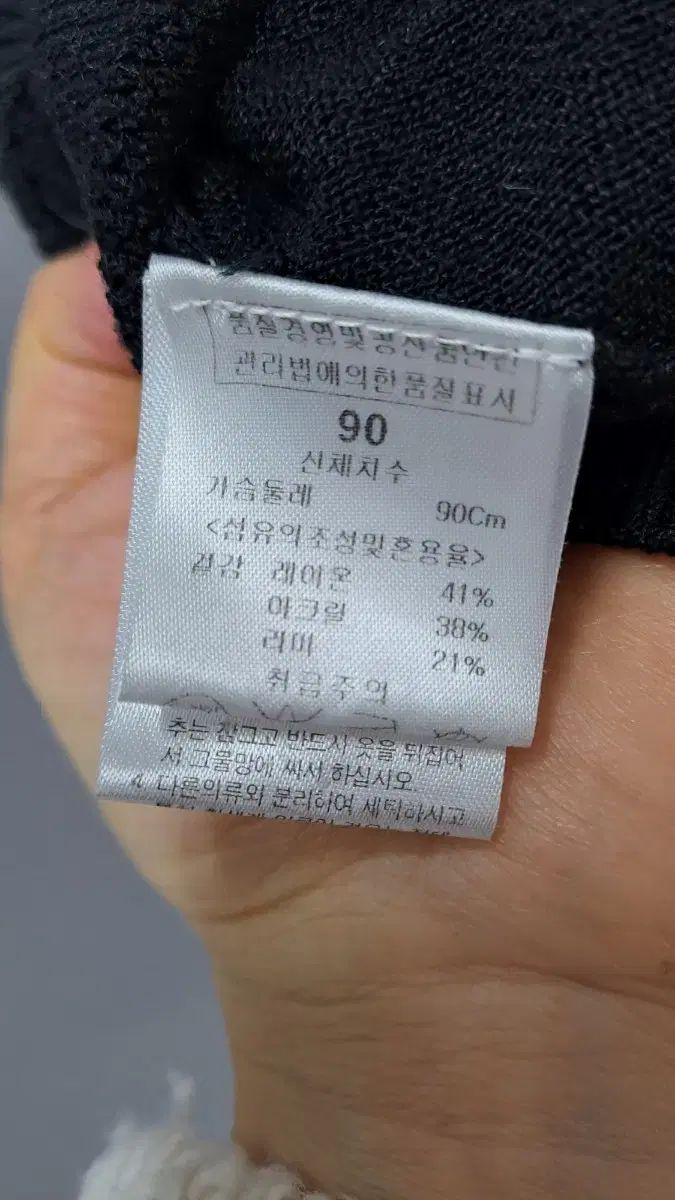 품질경영및공산품안전
관리법에의한품질표시
90
신체치수
가슴둘레 90Cm
<섬유의조성및혼용율>
겉감 레이온 41%
아크릴 38%
라미 21%
취급주의
추는 잠그고 반드시 옷을 뒤집어
서 그물망에 싸서 하십시오.
4. 다른의류와 분리하여 세탁하시고